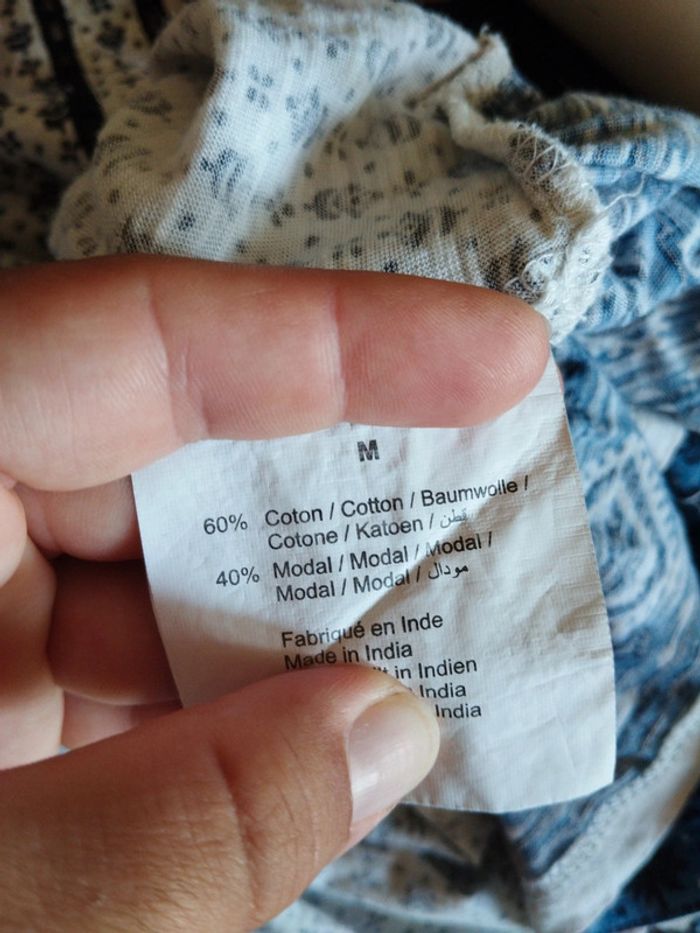 M
60% Coton / Cotton / Baumwolle /
Cotone / Katoen / قطن
40% Modal / Modal / Modal /
Modal / Modal / مودال
Fabriqué en Inde
Made in India
in Indien
India
India